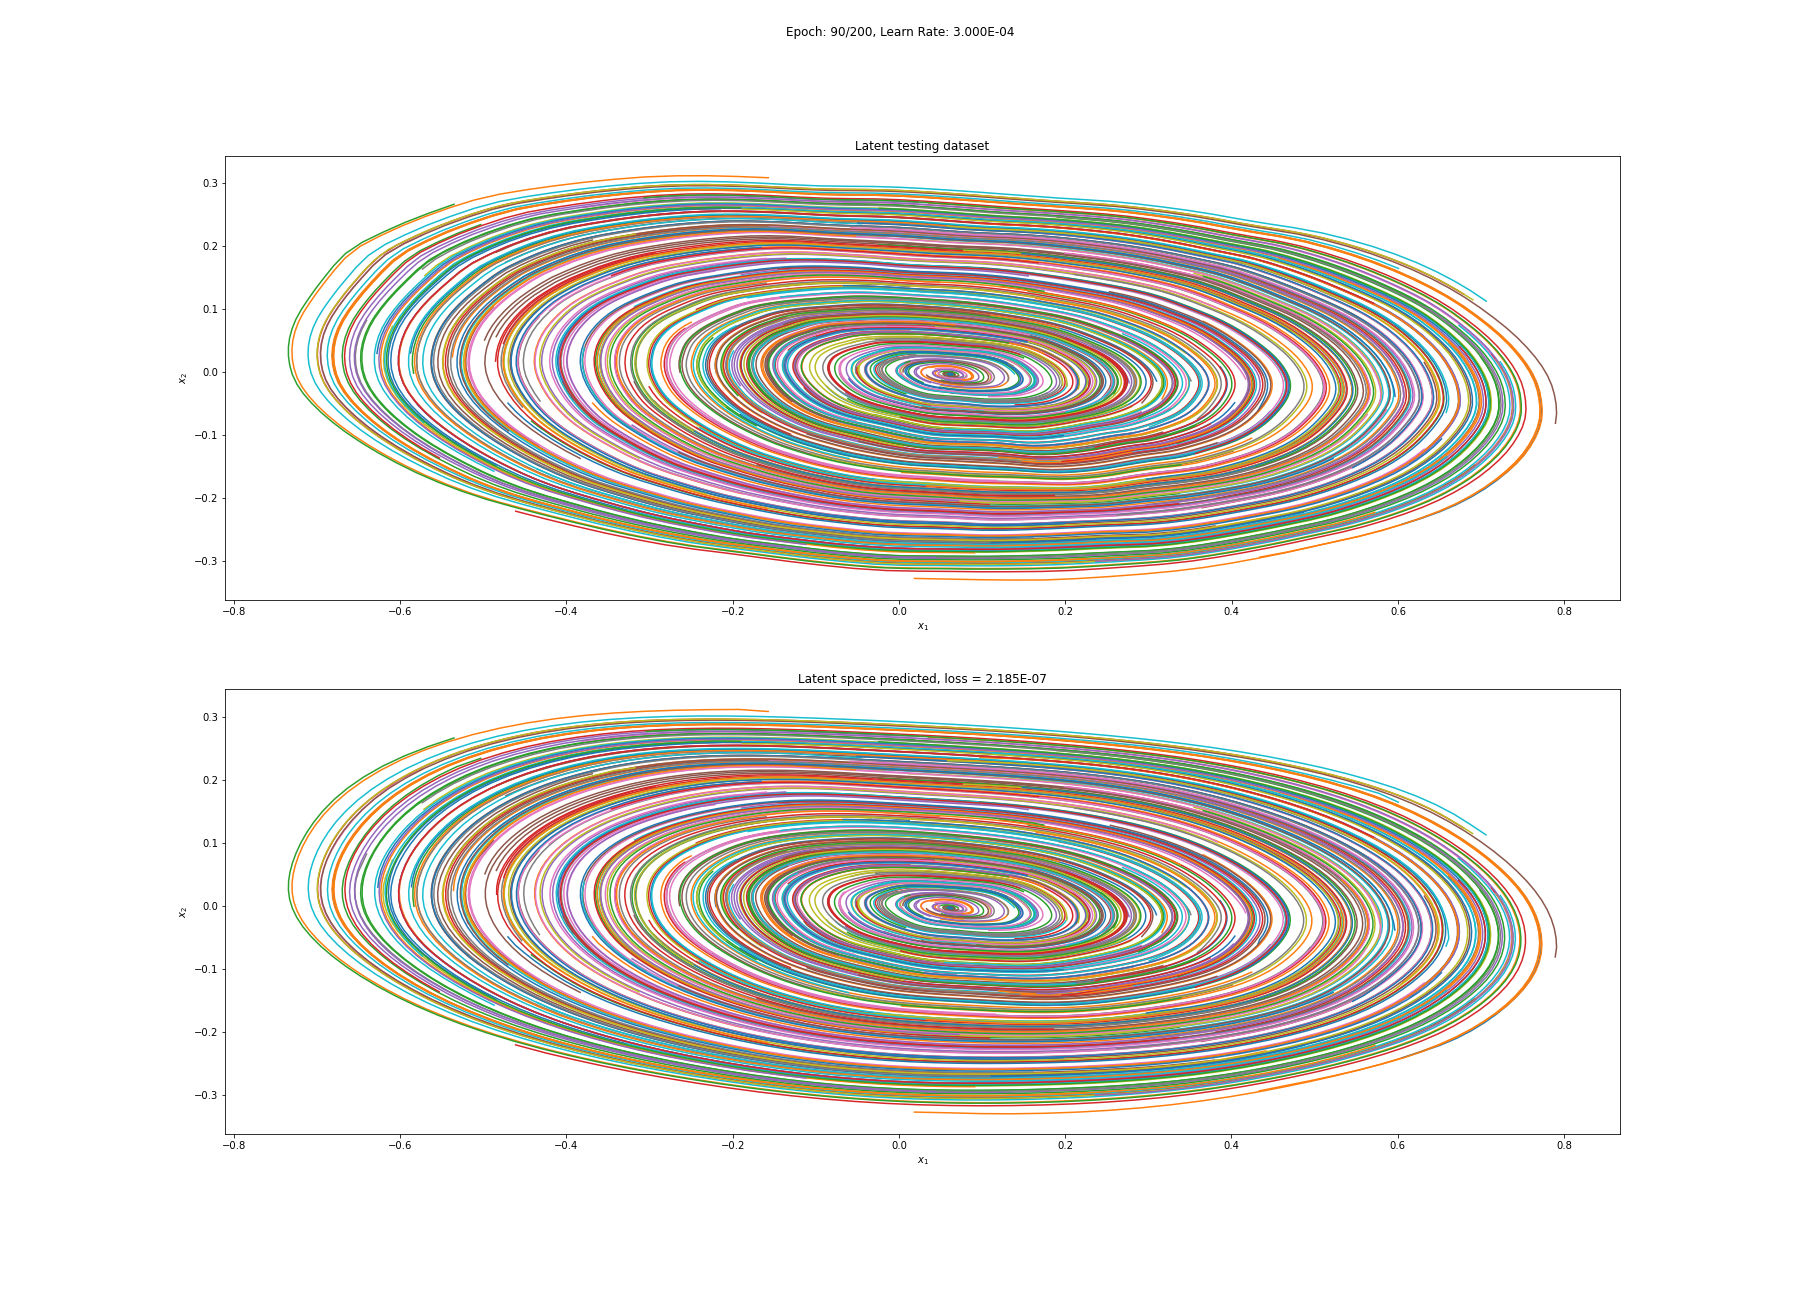 Epoch: 90/200, Learn Rate: 3.000E-04
Latent testing dataset
0.3
0.2
0.1
0.0
−0.1
−0.2
−0.3
x₂
−0.8 −0.6 −0.4 −0.2 0.0 0.2 0.4 0.6 0.8
x₁
Latent space predicted, loss = 2.185E-07
0.3
0.2
0.1
0.0
−0.1
−0.2
−0.3
x₂
−0.8 −0.6 −0.4 −0.2 0.0 0.2 0.4 0.6 0.8
x₁